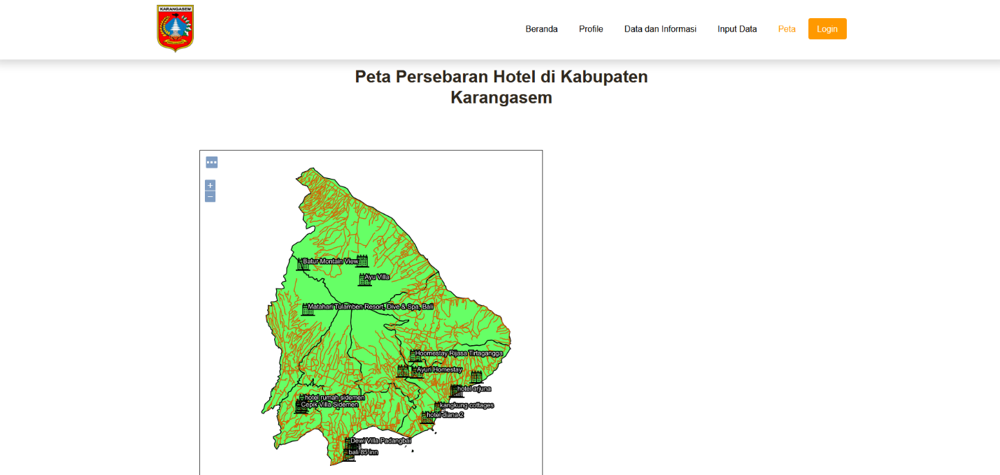 KARANGASEM
Beranda
Profile
Data dan Informasi
Input Data
Peta
Login
Peta Persebaran Hotel di Kabupaten
Karangasem
+
−
Batur Montain View
Ayu Villa
Matahari Tulamben Resort, Dive & Spa, Bali
Hoomestay Rijasa Tirtagangga
Ayuri Homestay
hotel arjuna
hotel rumah sidemen
Cepik Villa Sidemen
kangkung cottages
hotel diana 2
Dewi Villa Padangbai
bali 85 inn